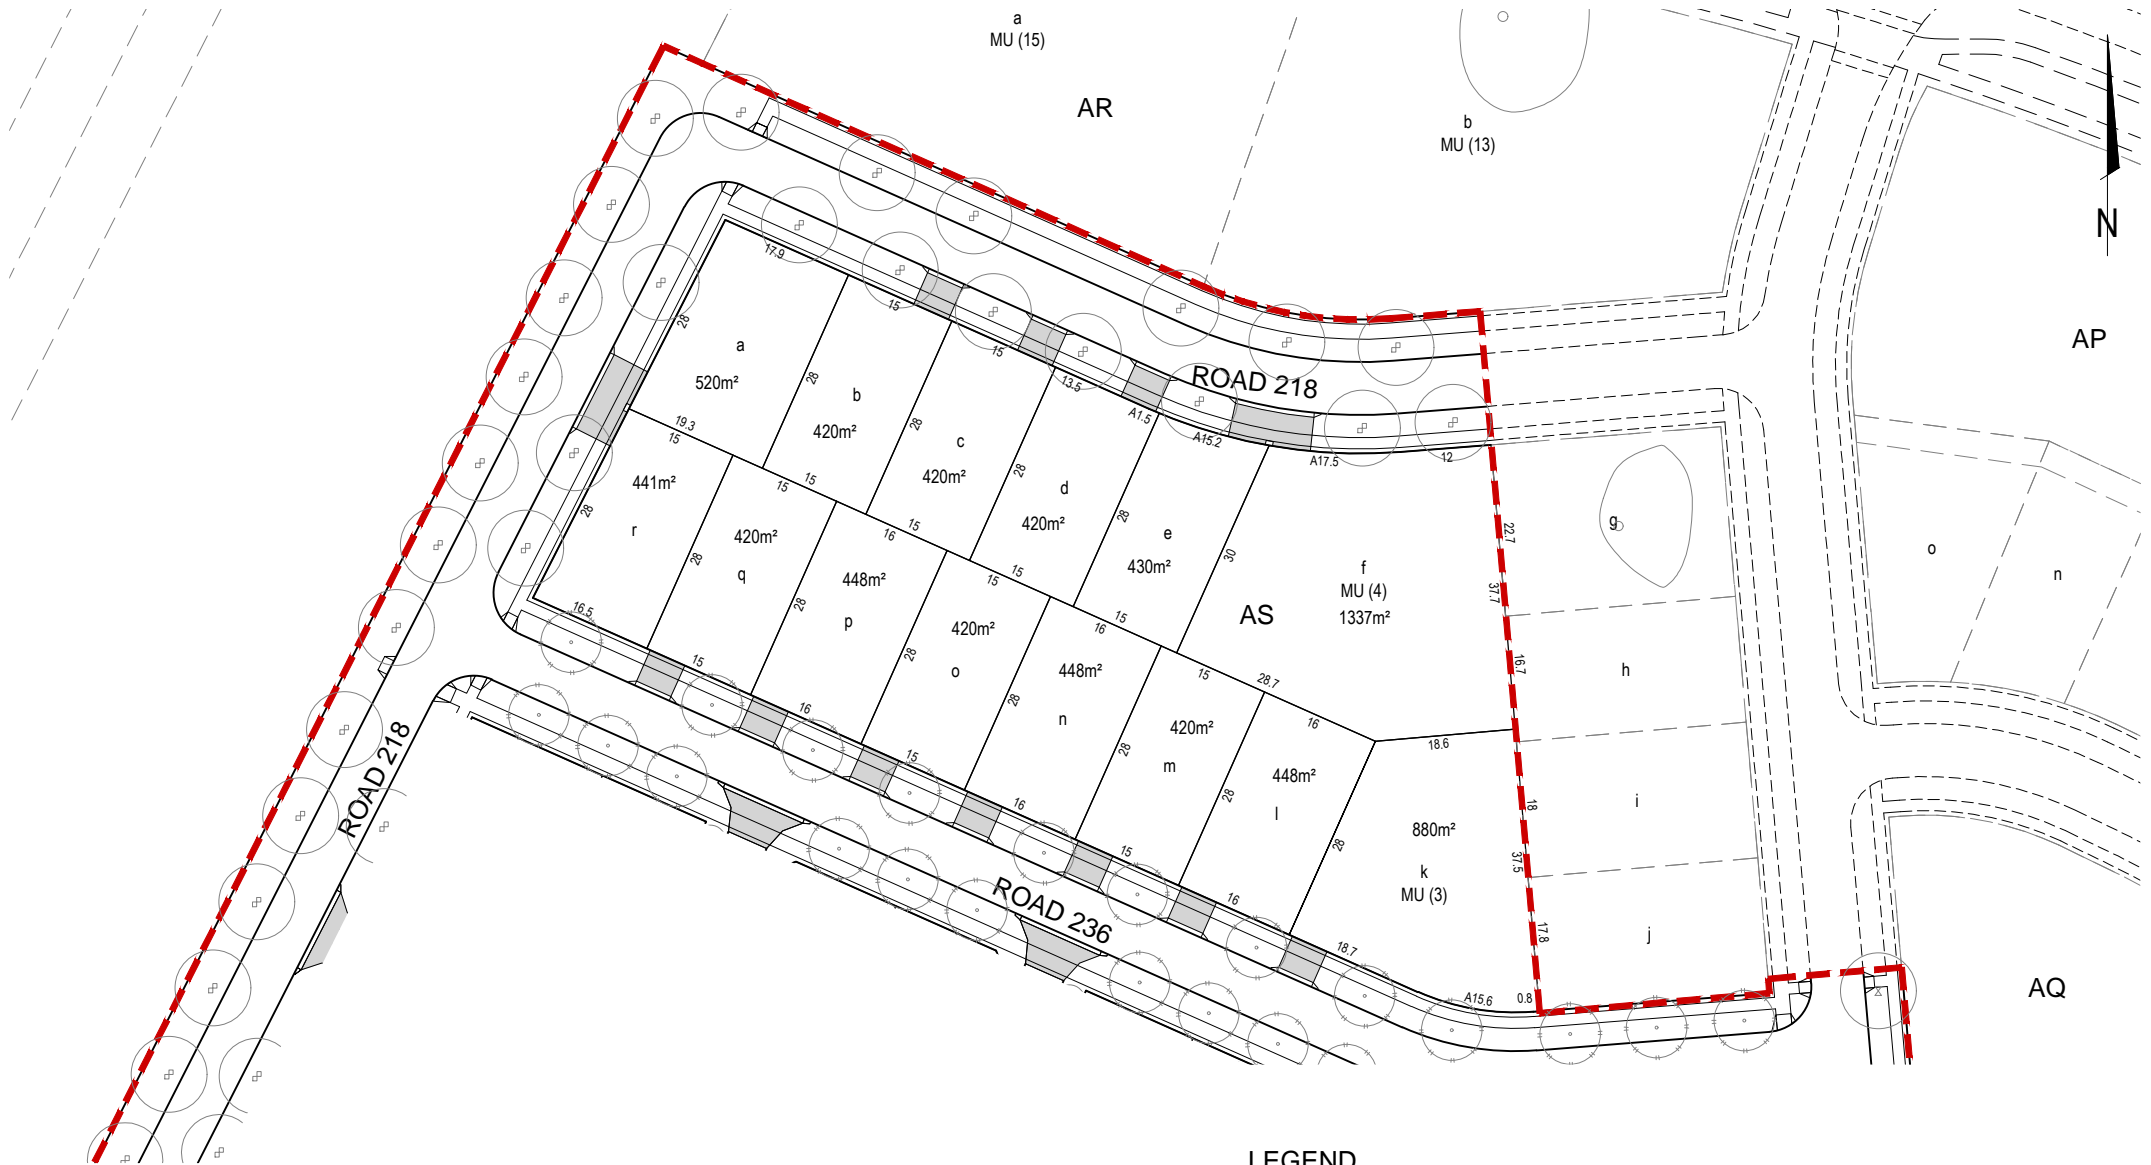 a
MU (15)
AR
b
MU (13)
N
AP
ROAD 218
17.9
15
15
13.5
A1.5
A15.2
A17.5
12
28
a
520m²
28
b
420m²
28
c
420m²
28
d
420m²
28
e
430m²
30
f
MU (4)
1337m²
AS
22.7
37.7
16.7
18
37.5
17.8
g
h
i
j
o
n
19.3
15
15
15
16
15
15
15
16
15
15
28.7
16
18.6
28
441m²
r
28
420m²
q
28
448m²
p
28
420m²
o
28
448m²
n
28
420m²
m
28
448m²
l
28
880m²
k
MU (3)
16.5
15
16
15
16
15
16
18.7
A15.6
0.8
ROAD 218
ROAD 236
AQ
LEGEND